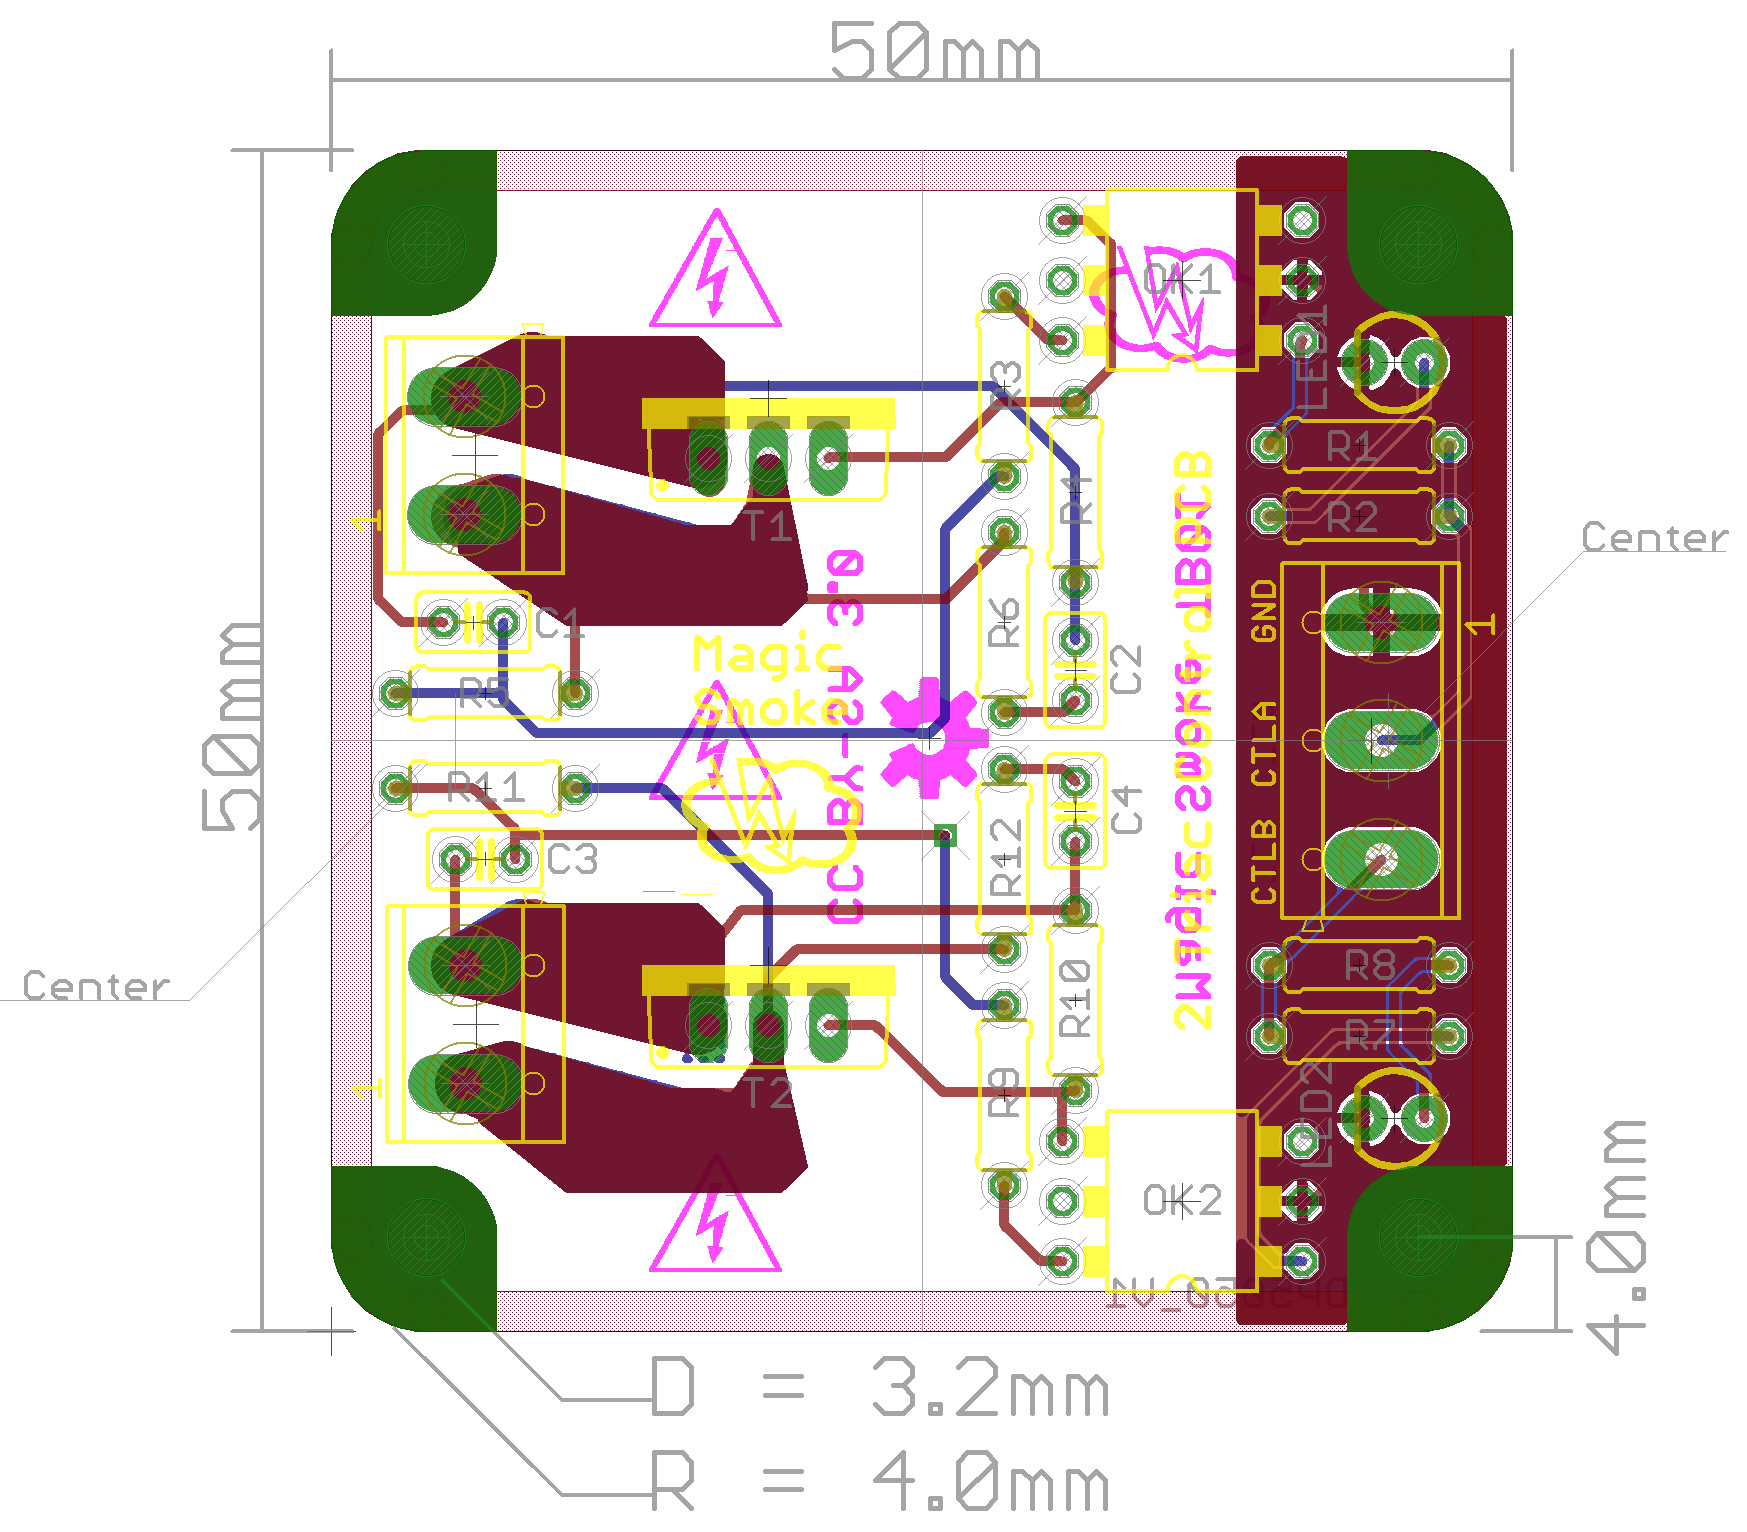 50mm
50mm
OK1
LED1
R3
R1
R2
R4
T1
1
Center
C1
R6
GND
1
C2
R5
Magic
Smoke
CC BY-SA 3.0
CTLA
R11
C4
R12
CTLB
C3
R8
Center
R10
R7
1
T2
R9
LED2
OK2
4.0mm
D = 3.2mm
R = 4.0mm